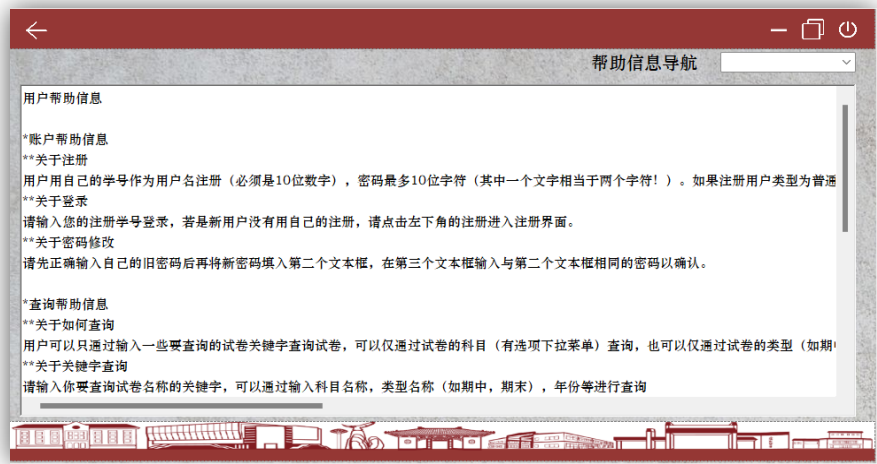 帮助信息导航
用户帮助信息
*账户帮助信息
**关于注册
用户用自己的学号作为用户名注册（必须是10位数字），密码最多10位字符（其中一个文字相当于两个字符！）。如果注册用户类型为普通
**关于登录
请输入您的注册学号登录，若是新用户没有用自己的注册，请点击左下角的注册进入注册界面。
**关于密码修改
请先正确输入自己的旧密码后再将新密码填入第二个文本框，在第三个文本框输入与第二个文本框相同的密码以确认。
*查询帮助信息
**关于如何查询
用户可以只通过输入一些要查询的试卷关键字查询试卷，可以仅通过试卷的科目（有选项下拉菜单）查询，也可以仅通过试卷的类型（如期
**关于关键字查询
请输入你要查询试卷名称的关键字，可以通过输入科目名称，类型名称（如期中，期末），年份等进行查询